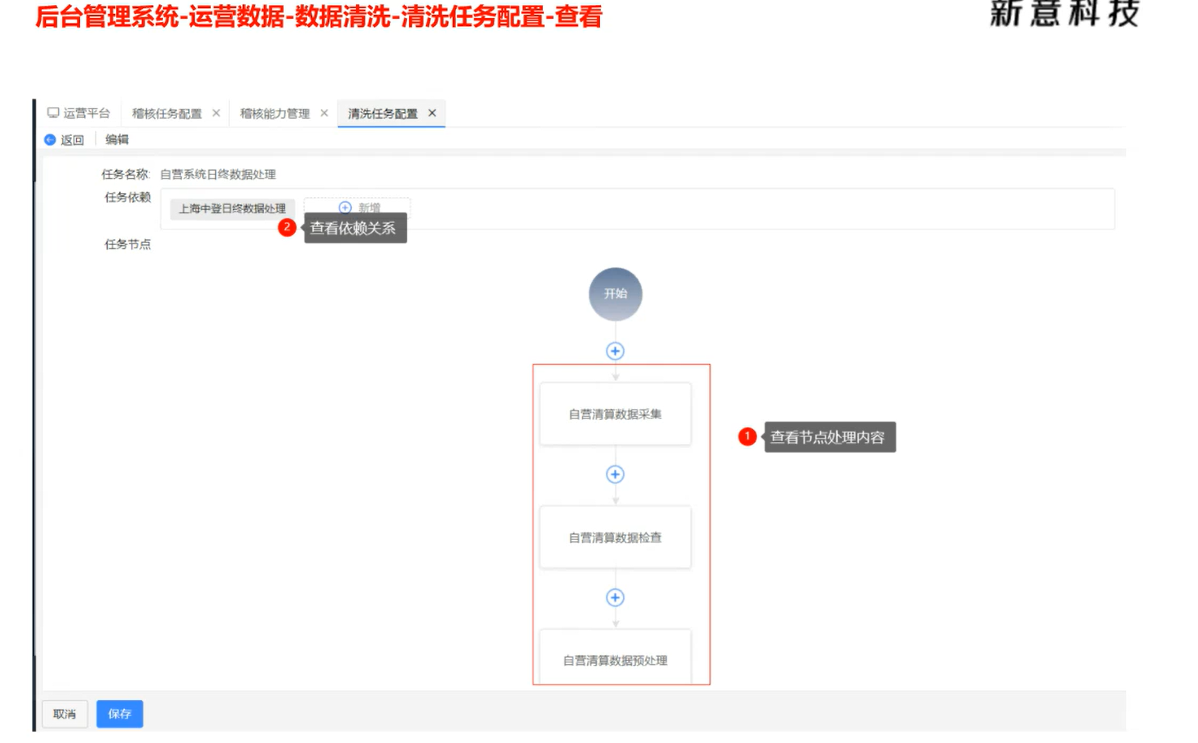 后台管理系统-运营数据-数据清洗-清洗任务配置-查看
新意科技
运营平台 稽核任务配置 × 稽核能力管理 × 清洗任务配置 ×
返回 编辑
任务名称: 自营系统日终数据处理
任务依赖
上海中登日终数据处理 新增
2 查看依赖关系
任务节点
开始
自营清算数据采集
1 查看节点处理内容
自营清算数据检查
自营清算数据预处理
取消 保存